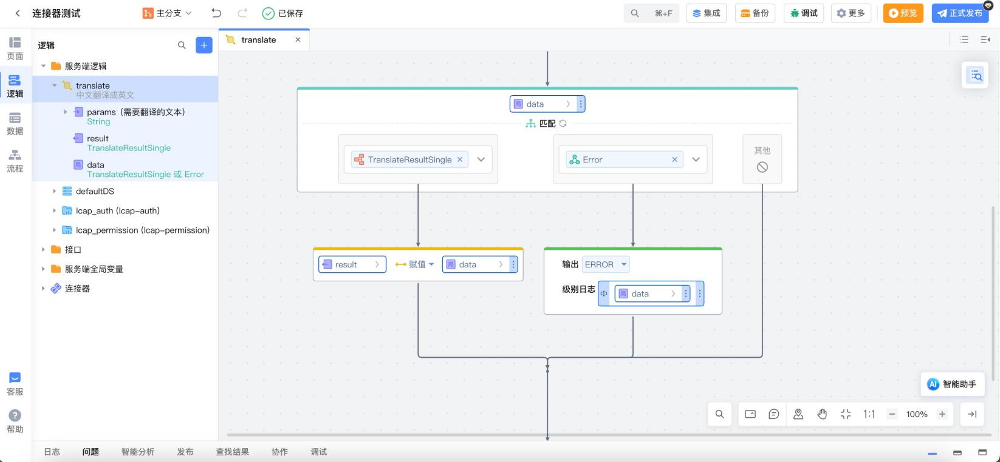 连接器测试
主分支
已保存
⌘+F
集成
备份
调试
更多
预览
正式发布
页面
逻辑
数据
流程
客服
帮助
逻辑
服务端逻辑
translate
中文翻译成英文
params（需要翻译的文本）
String
result
TranslateResultSingle
data
TranslateResultSingle 或 Error
defaultDS
lcap_auth (lcap-auth)
lcap_permission (lcap-permission)
接口
服务端全局变量
连接器
translate
局 data
匹配
TranslateResultSingle
Error
其他
result
赋值
局 data
输出 ERROR
级别日志 局 data
AI 智能助手
1:1
100%
日志
问题
智能分析
发布
查找结果
协作
调试